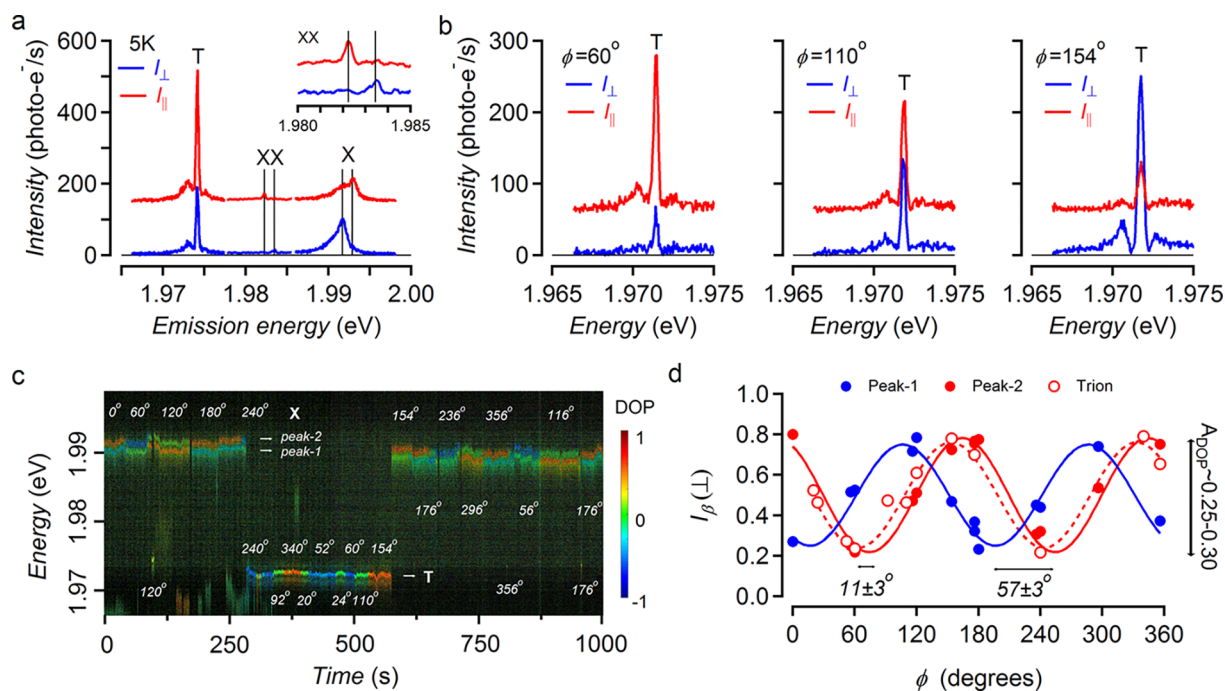 a
Intensity (photo-e⁻/s)
600
400
200
0
5K
I⊥
I||
T
XX
X
XX
1.980
1.985
1.97
1.98
1.99
2.00
Emission energy (eV)
b
Intensity (photo-e⁻/s)
300
200
100
0
ϕ=60°
T
I⊥
I||
1.965
1.970
1.975
Energy (eV)
ϕ=110°
T
I⊥
I||
1.965
1.970
1.975
Energy (eV)
ϕ=154°
T
I⊥
I||
1.965
1.970
1.975
Energy (eV)
c
Energy (eV)
1.99
1.98
1.97
0° 60° 120° 180° 240° X
peak-2
peak-1
154° 236° 356° 116°
176° 296° 56° 176°
240° 340° 52° 60° 154°
T
120°
92° 20° 24° 110°
356° 176°
0
250
500
750
1000
Time (s)
DOP
1
0
-1
d
Peak-1 Peak-2 Trion
Iβ(⊥)
1.0
0.8
0.6
0.4
0.2
0.0
11±3°
57±3°
ADOP~0.25-0.30
0
60
120
180
240
300
360
ϕ (degrees)